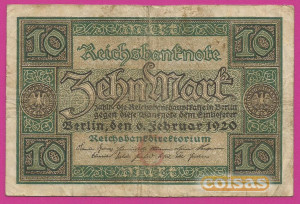 10 10
Reichsbanknote
Zehn Mark
zahlt die Reichsbankhauptkasse in Berlin
gegen diese Banknote dem Einlieferer
Berlin, den 6. Februar 1920
Reichsbankdirektorium
10 10
coisas